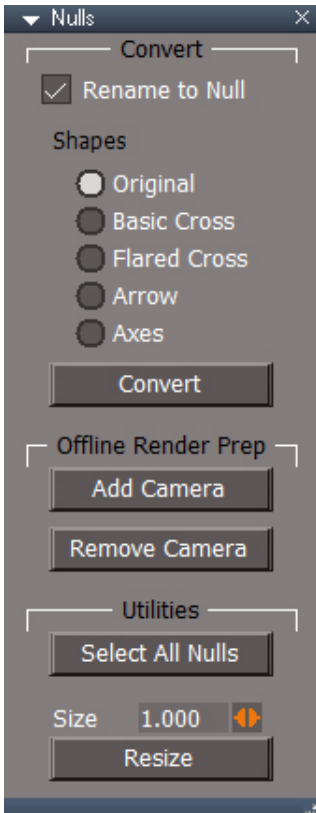 Nulls
Convert
Rename to Null
Shapes
Original
Basic Cross
Flared Cross
Arrow
Axes
Convert
Offline Render Prep
Add Camera
Remove Camera
Utilities
Select All Nulls
Size 1.000
Resize